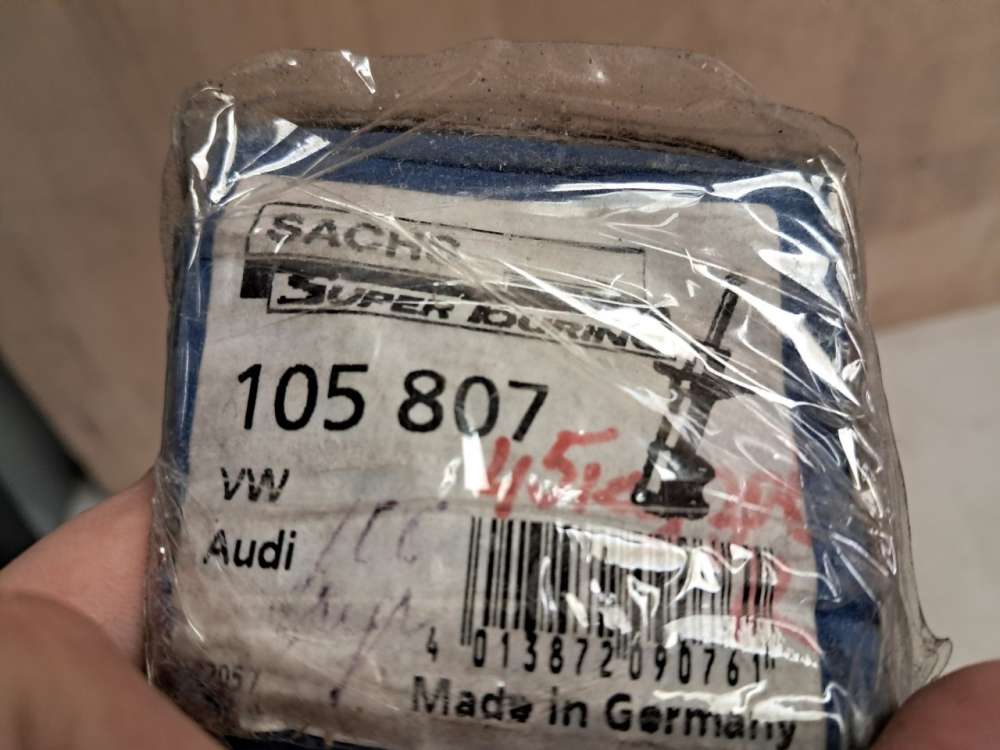 SACHS
SUPER TOURING
105 807
VW
Audi
4 013872 090761
Made in Germany